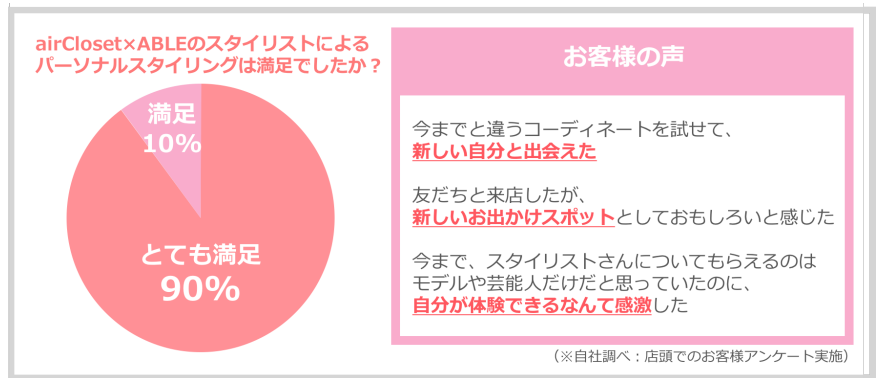 airCloset×ABLEのスタイリストによる
パーソナルスタイリングは満足でしたか？
満足
10%
とても満足
90%
お客様の声
今までと違うコーディネートを試せて、
新しい自分と出会えた
友だちと来店したが、
新しいお出かけスポットとしておもしろいと感じた
今まで、スタイリストさんについてもらえるのは
モデルや芸能人だけだと思っていたのに、
自分が体験できるなんて感激した
（※自社調べ：店頭でのお客様アンケート実施）